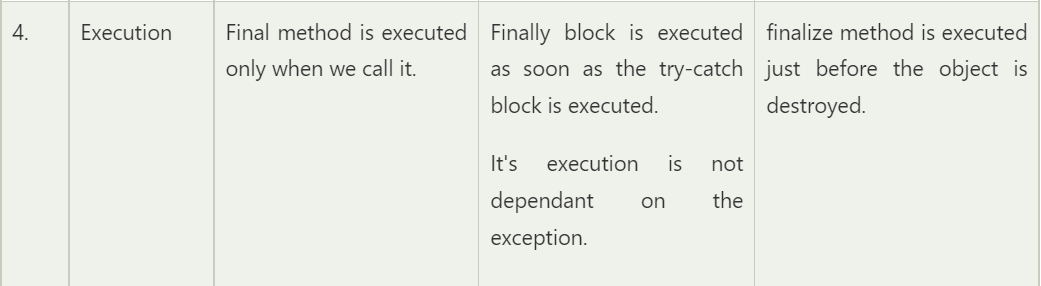 4.
Execution
Final method is executed
only when we call it.
Finally block is executed
as soon as the try-catch
block is executed.
It's execution is not
dependant on the
exception.
finalize method is executed
just before the object is
destroyed.